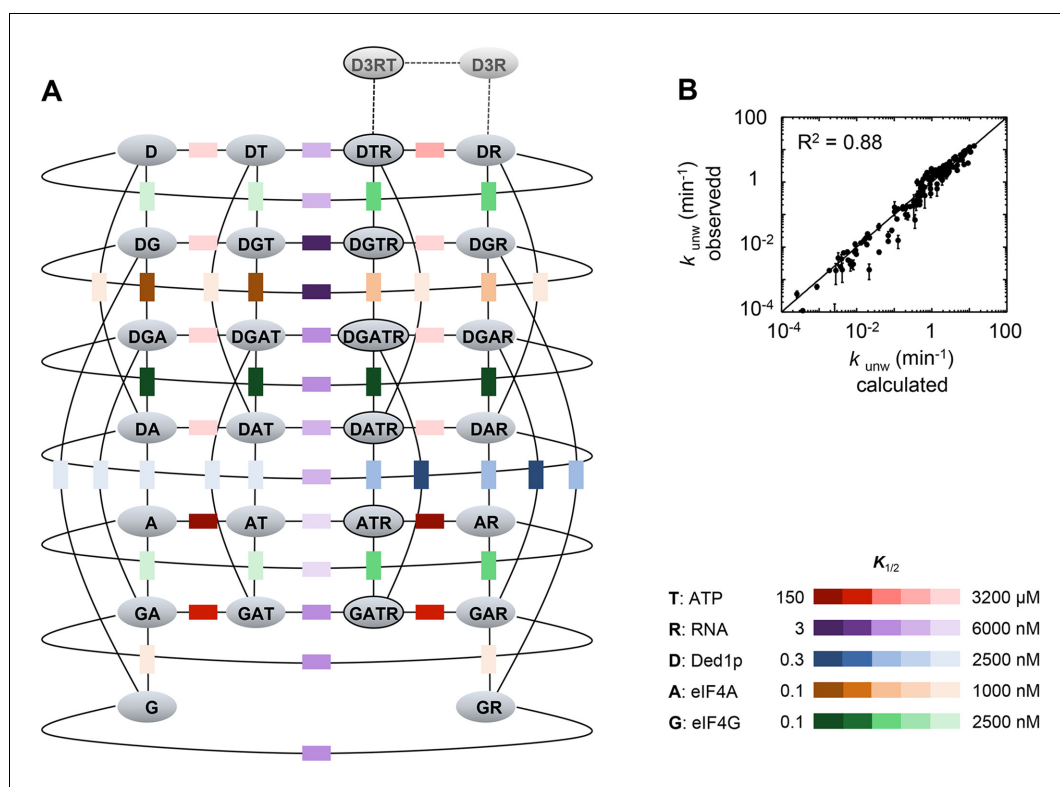 D3RT D3R
A
D DT DTR DR
DG DGT DGTR DGR
DGA DGAT DGATR DGAR
DA DAT DATR DAR
A AT ATR AR
GA GAT GATR GAR
G GR
B
100
R² = 0.88
1
10⁻²
10⁻⁴
k unw (min⁻¹)
observedd
10⁻⁴ 10⁻² 1 100
k unw (min⁻¹)
calculated
K1/2
T: ATP 150 3200 µM
R: RNA 3 6000 nM
D: Ded1p 0.3 2500 nM
A: eIF4A 0.1 1000 nM
G: eIF4G 0.1 2500 nM